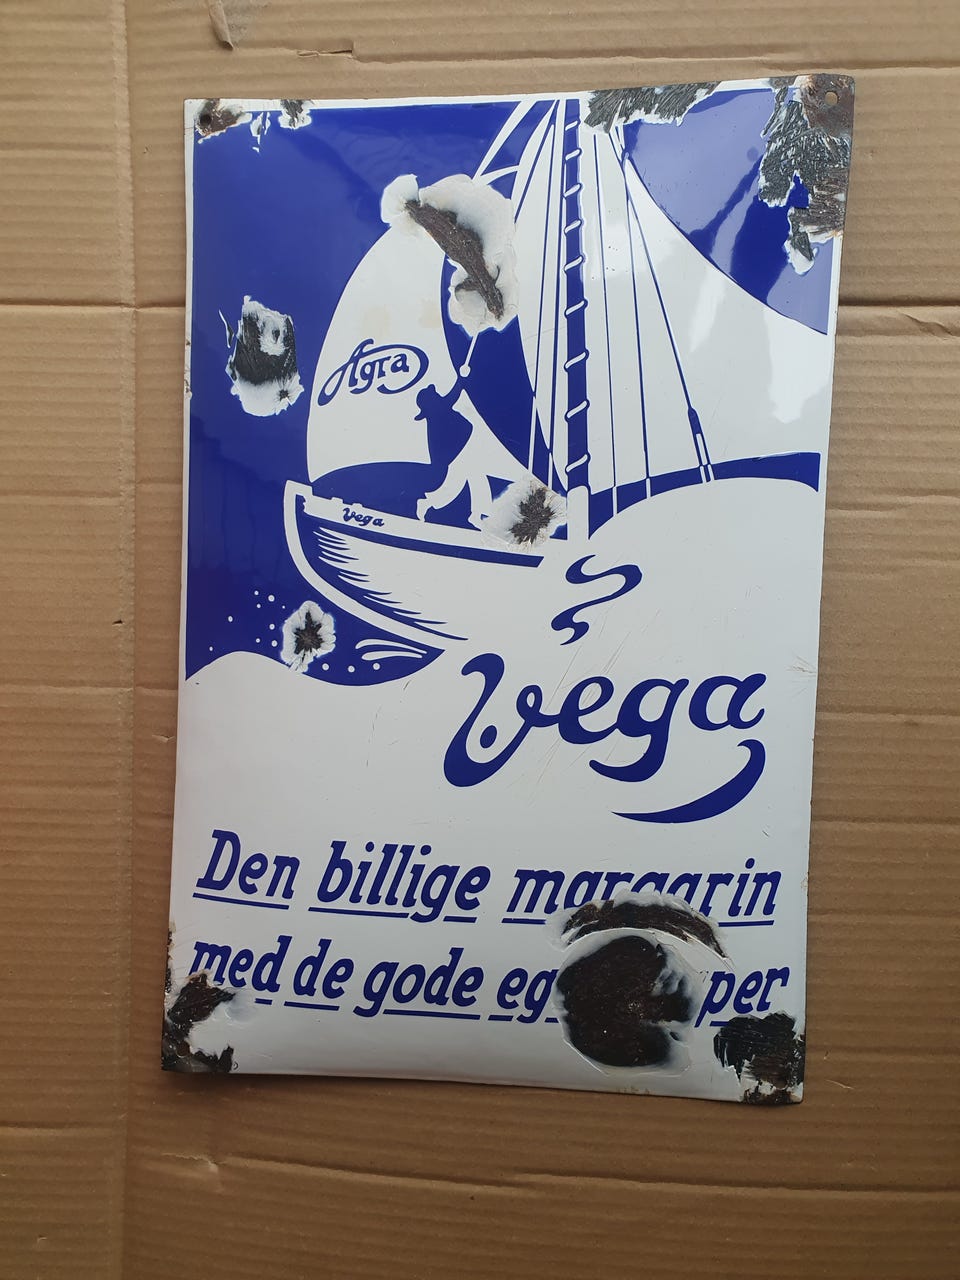 Agra
Vega
Vega
Den billige margarin
med de gode